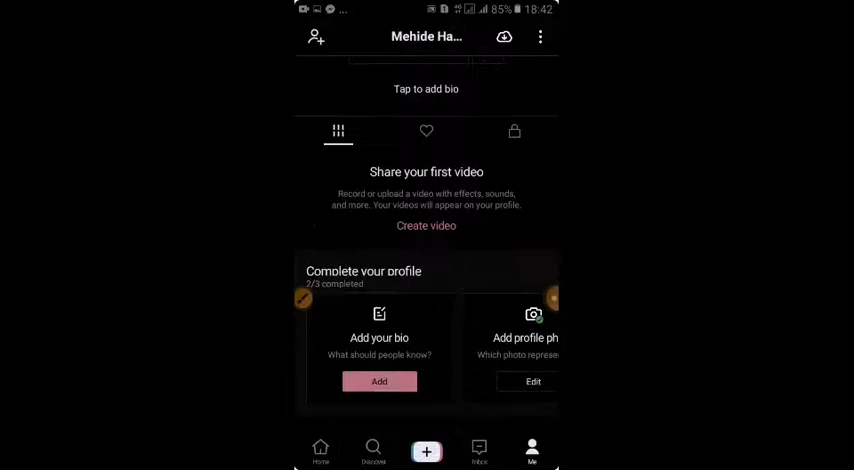 ... 85% 18:42
Mehide Ha...
Tap to add bio
Share your first video
Record or upload a video with effects, sounds,
and more. Your videos will appear on your profile.
Create video
Complete your profile
2/3 completed
Add your bio
What should people know?
Add
Add profile ph
Which photo represe
Edit
Home
Discover
Inbox
Me